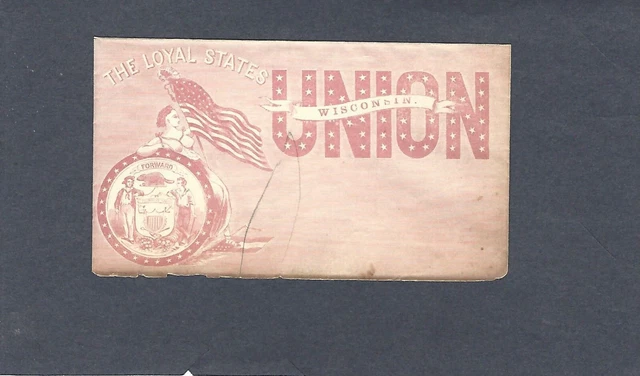 THE LOYAL STATES
UNION
WISCONSIN.
FORWARD